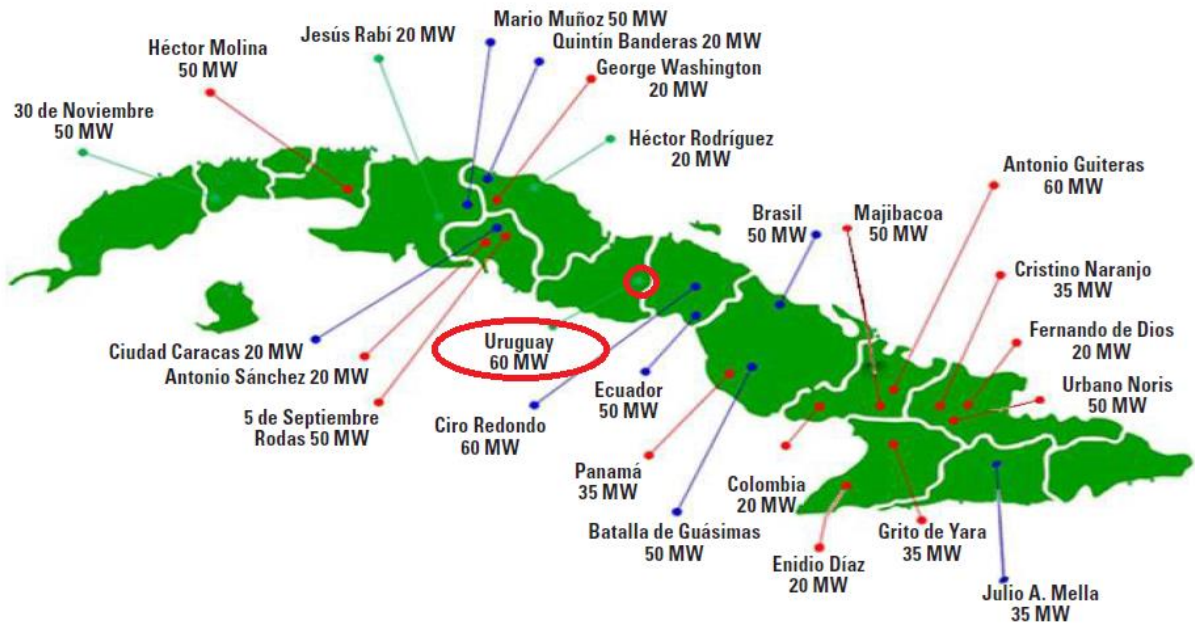 Mario Muñoz 50 MW
Jesús Rabí 20 MW
Quintín Banderas 20 MW
Héctor Molina
50 MW
George Washington
20 MW
30 de Noviembre
50 MW
Héctor Rodríguez
20 MW
Antonio Guiteras
60 MW
Brasil
50 MW
Majibacoa
50 MW
Cristino Naranjo
35 MW
Fernando de Dios
20 MW
Urbano Noris
50 MW
Ciudad Caracas 20 MW
Antonio Sánchez 20 MW
Uruguay
60 MW
Ecuador
50 MW
5 de Septiembre
Rodas 50 MW
Ciro Redondo
60 MW
Panamá
35 MW
Colombia
20 MW
Batalla de Guásimas
50 MW
Grito de Yara
35 MW
Enidio Díaz
20 MW
Julio A. Mella
35 MW